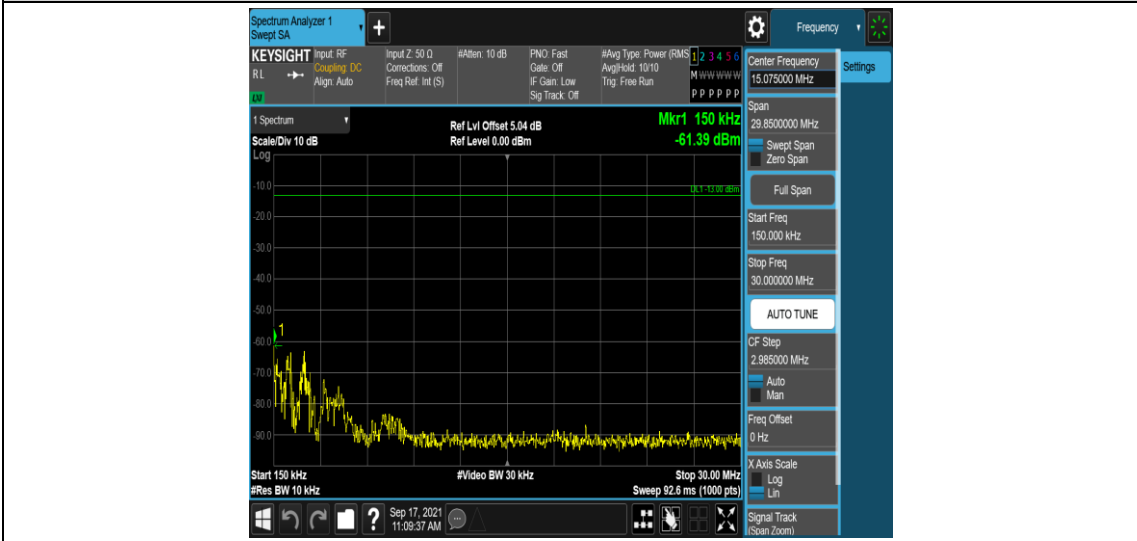 Spectrum Analyzer 1
Swept SA
+
Frequency
KEYSIGHT
RL
LM
Input: RF
Coupling: DC
Align: Auto
Input Z: 50 Ω
Corrections: Off
Freq Ref: Int (S)
#Atten: 10 dB
PNO: Fast
Gate: Off
IF Gain: Low
Sig Track: Off
#Avg Type: Power (RMS
Avg|Hold: 10/10
Trig: Free Run
1 2 3 4 5 6
M W W W W W
P P P P P P
1 Spectrum
Scale/Div 10 dB
Log
Ref Lvl Offset 5.04 dB
Ref Level 0.00 dBm
Mkr1 150 kHz
-61.39 dBm
DL1 -13.00 dBm
-10.0
-20.0
-30.0
-40.0
-50.0
1
-60.0
-70.0
-80.0
-90.0
Start 150 kHz
#Res BW 10 kHz
#Video BW 30 kHz
Stop 30.00 MHz
Sweep 92.6 ms (1000 pts)
?
Sep 17, 2021
11:09:37 AM
Center Frequency
15.075000 MHz
Settings
Span
29.8500000 MHz
Swept Span
Zero Span
Full Span
Start Freq
150.000 kHz
Stop Freq
30.000000 MHz
AUTO TUNE
CF Step
2.985000 MHz
Auto
Man
Freq Offset
0 Hz
X Axis Scale
Log
Lin
Signal Track
(Span Zoom)